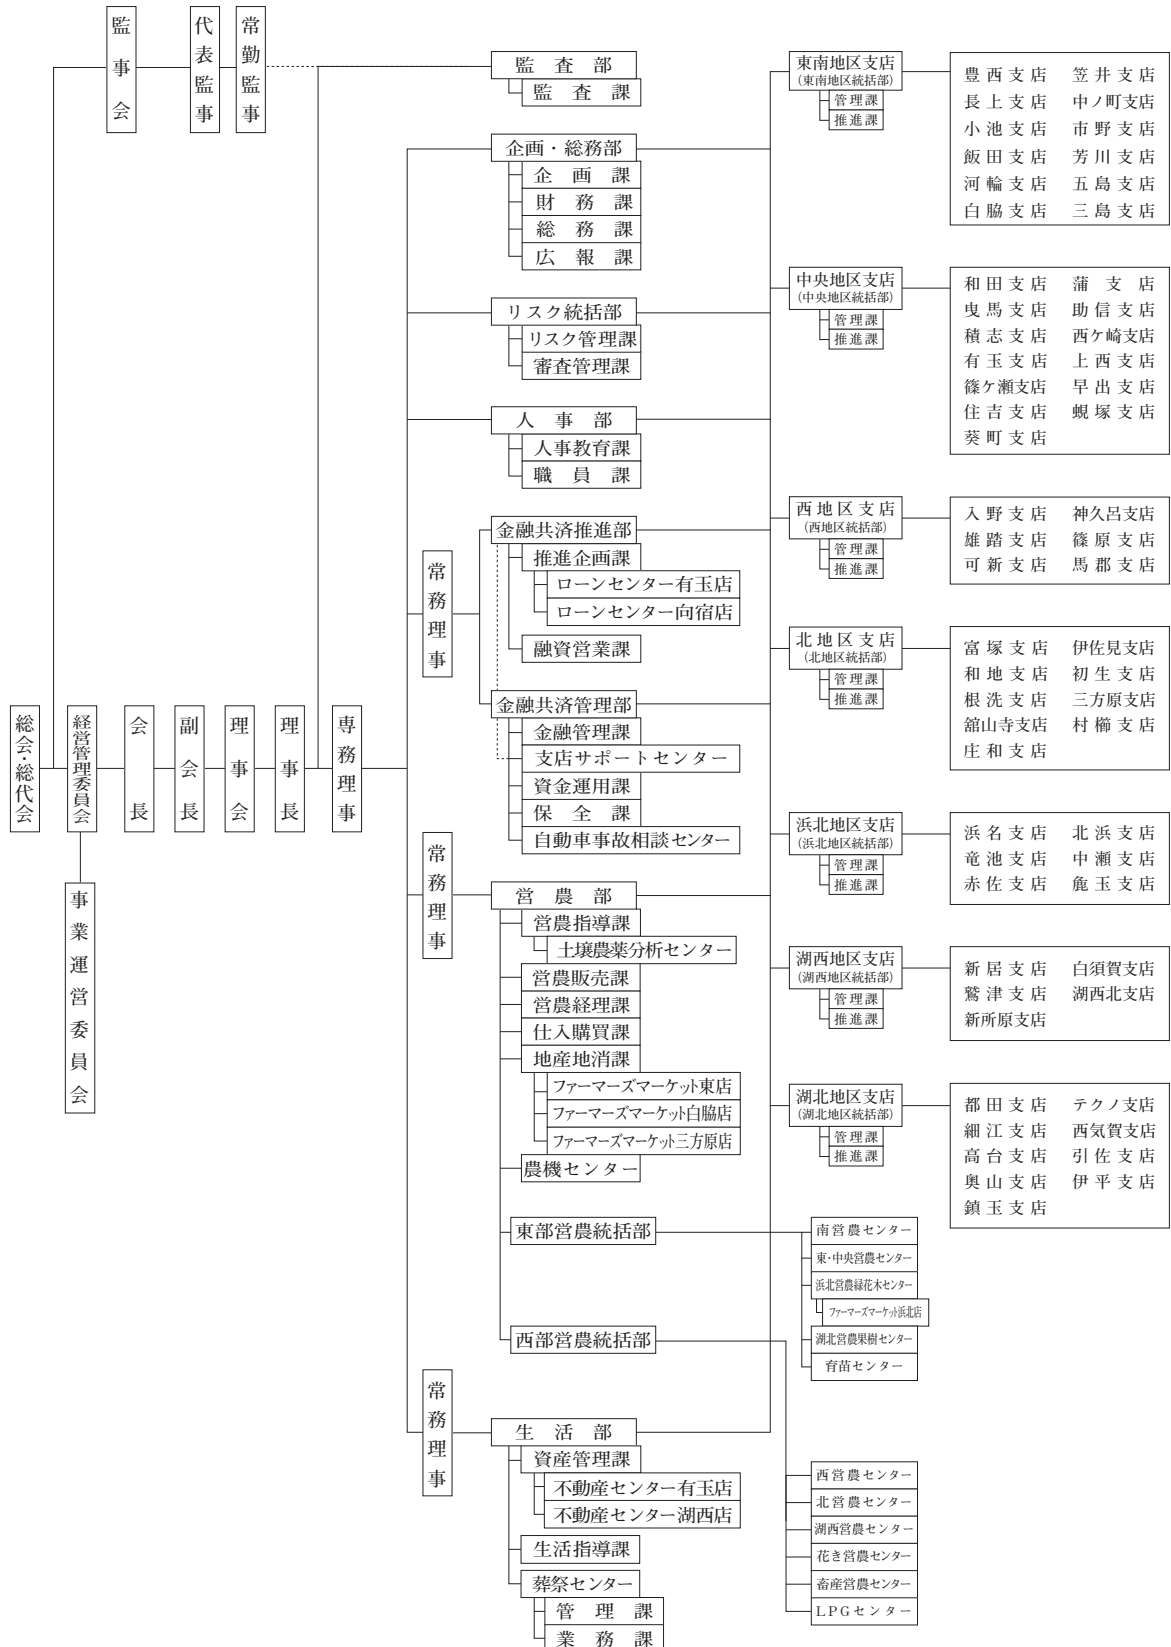 総会・総代会
経営管理委員会
事業運営委員会
監事会
代表監事
常勤監事
会長
副会長
理事会
理事長
専務理事
監査部
監査課
企画・総務部
企画課
財務課
総務課
広報課
リスク統括部
リスク管理課
審査管理課
人事部
人事教育課
職員課
常務理事
金融共済推進部
推進企画課
ローンセンター有玉店
ローンセンター向宿店
融資営業課
金融共済管理部
金融管理課
支店サポートセンター
資金運用課
保全課
自動車事故相談センター
常務理事
営農部
営農指導課
土壌農薬分析センター
営農販売課
営農経理課
仕入購買課
地産地消課
ファーマーズマーケット東店
ファーマーズマーケット白脇店
ファーマーズマーケット三方原店
農機センター
東部営農統括部
南営農センター
東・中央営農センター
浜北営農緑花木センター
ファーマーズマーケット浜北店
湖北営農果樹センター
育苗センター
西部営農統括部
西営農センター
北営農センター
湖西営農センター
花き営農センター
畜産営農センター
LPGセンター
常務理事
生活部
資産管理課
不動産センター有玉店
不動産センター湖西店
生活指導課
葬祭センター
管理課
業務課
東南地区支店
(東南地区統括部)
管理課
推進課
豊西支店 笠井支店
長上支店 中ノ町支店
小池支店 市野支店
飯田支店 芳川支店
河輪支店 五島支店
白脇支店 三島支店
中央地区支店
(中央地区統括部)
管理課
推進課
和田支店 蒲支店
曳馬支店 助信支店
積志支店 西ケ崎支店
有玉支店 上西支店
篠ケ瀬支店 早出支店
住吉支店 蜆塚支店
葵町支店
西地区支店
(西地区統括部)
管理課
推進課
入野支店 神久呂支店
雄踏支店 篠原支店
可新支店 馬郡支店
北地区支店
(北地区統括部)
管理課
推進課
富塚支店 伊佐見支店
和地支店 初生支店
根洗支店 三方原支店
舘山寺支店 村櫛支店
庄和支店
浜北地区支店
(浜北地区統括部)
管理課
推進課
浜名支店 北浜支店
竜池支店 中瀬支店
赤佐支店 麁玉支店
湖西地区支店
(湖西地区統括部)
管理課
推進課
新居支店 白須賀支店
鷲津支店 湖西北支店
新所原支店
湖北地区支店
(湖北地区統括部)
管理課
推進課
都田支店 テクノ支店
細江支店 西気賀支店
高台支店 引佐支店
奥山支店 伊平支店
鎮玉支店